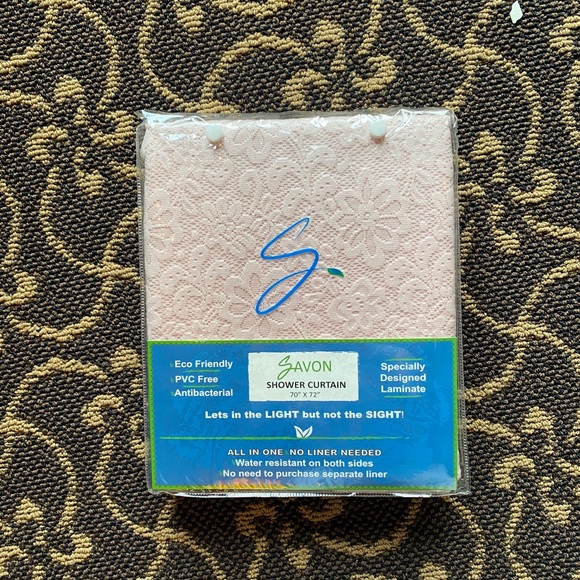 S.
Eco Friendly
PVC Free
Antibacterial
SAVON
SHOWER CURTAIN
70" X 72"
Specially
Designed
Laminate
Lets in the LIGHT but not the SIGHT!
ALL IN ONE NO LINER NEEDED
Water resistant on both sides
No need to purchase separate liner